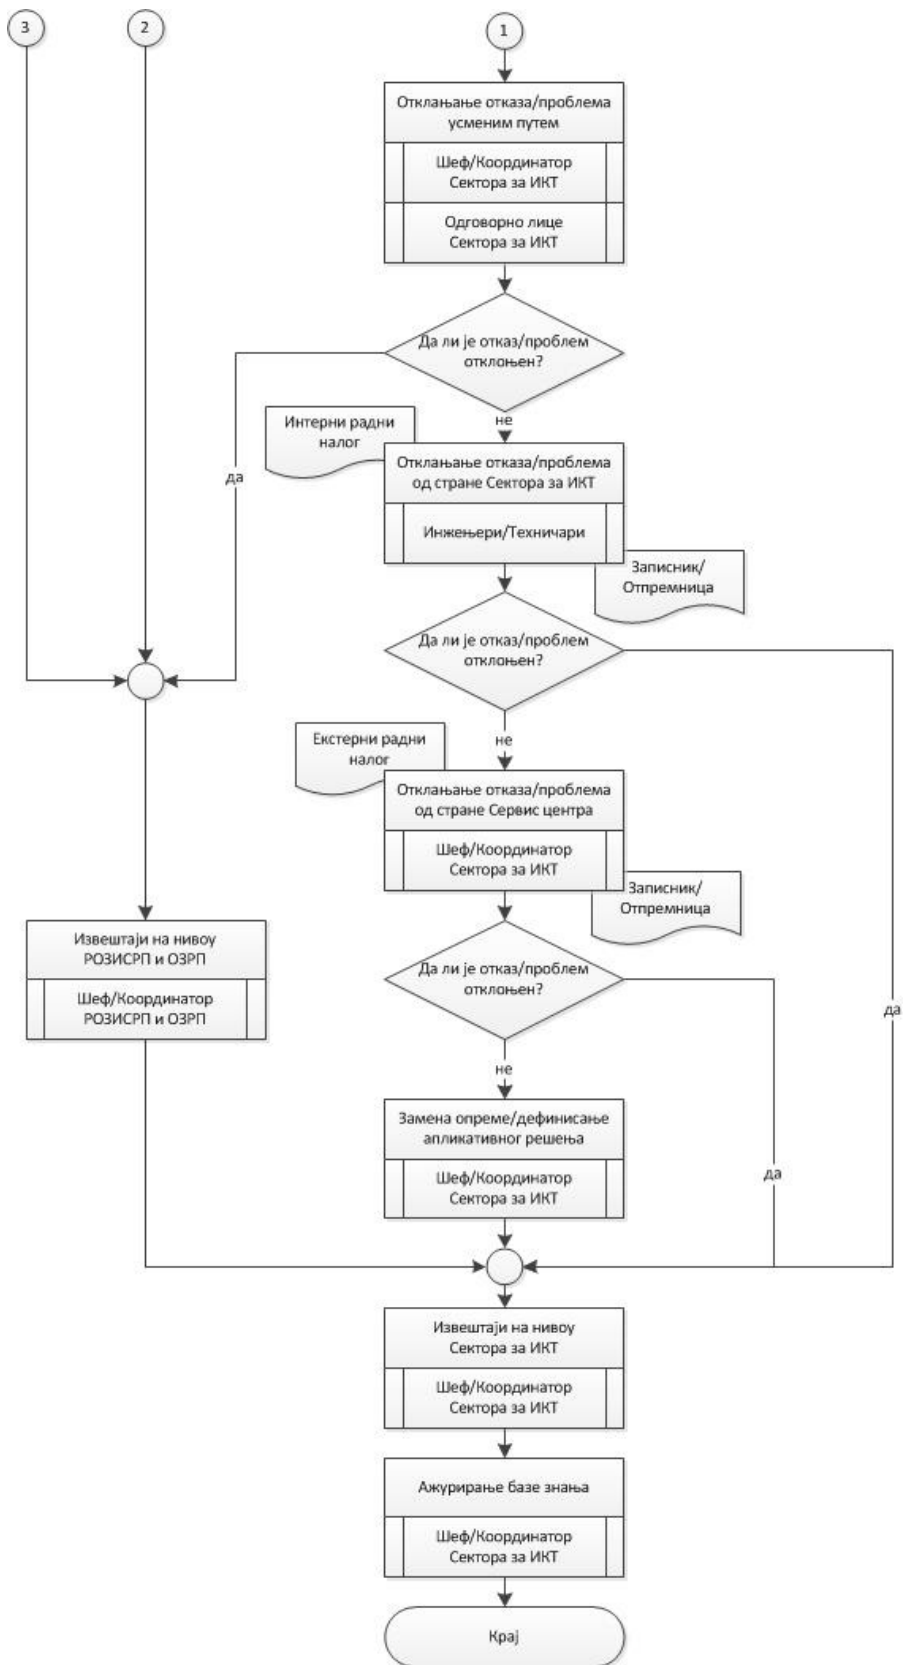 3
2
1
Отклањање отказа/проблема
усменим путем
Шеф/Координатор
Сектора за ИКТ
Одговорно лице
Сектора за ИКТ
Да ли је отказ/проблем
отклоњен?
не
да
Интерни радни
налог
Отклањање отказа/проблема
од стране Сектора за ИКТ
Инжењери/Техничари
Записник/
Отпремница
Да ли је отказ/проблем
отклоњен?
не
да
Екстерни радни
налог
Отклањање отказа/проблема
од стране Сервис центра
Шеф/Координатор
Сектора за ИКТ
Записник/
Отпремница
Извештаји на нивоу
РОЗИСРП и ОЗРП
Шеф/Координатор
РОЗИСРП и ОЗРП
Да ли је отказ/проблем
отклоњен?
не
да
Замена опреме/дефинисање
апликативног решења
Шеф/Координатор
Сектора за ИКТ
Извештаји на нивоу
Сектора за ИКТ
Шеф/Координатор
Сектора за ИКТ
Ажурирање базе знања
Шеф/Координатор
Сектора за ИКТ
Крај